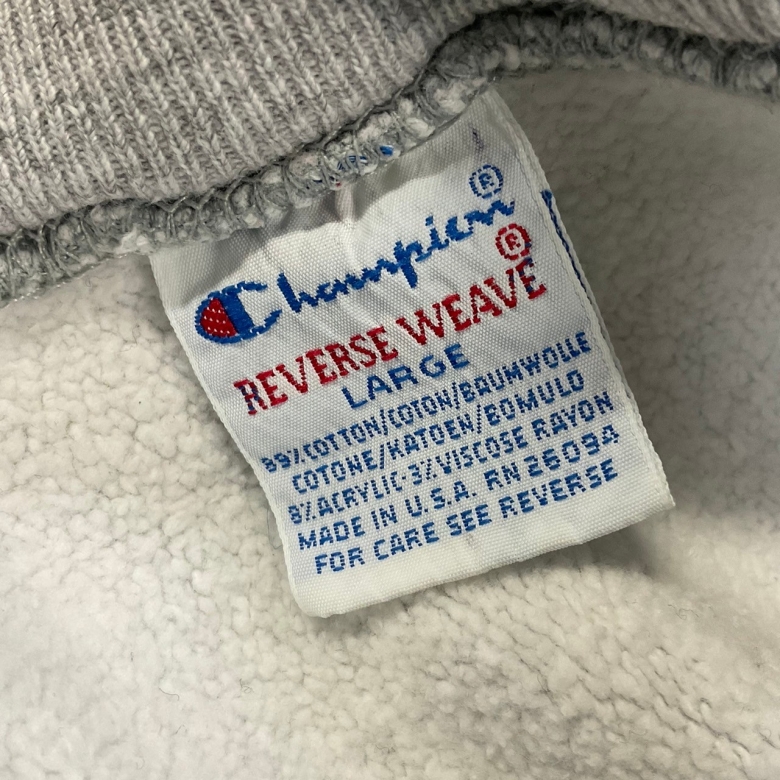 Champion®
REVERSE WEAVE®
LARGE
89% COTTON/COTON/BAUMWOLLE
COTONE/KATOEN/BOMULD
8% ACRYLIC-3% VISCOSE RAYON
MADE IN U.S.A. RN 26094
FOR CARE SEE REVERSE